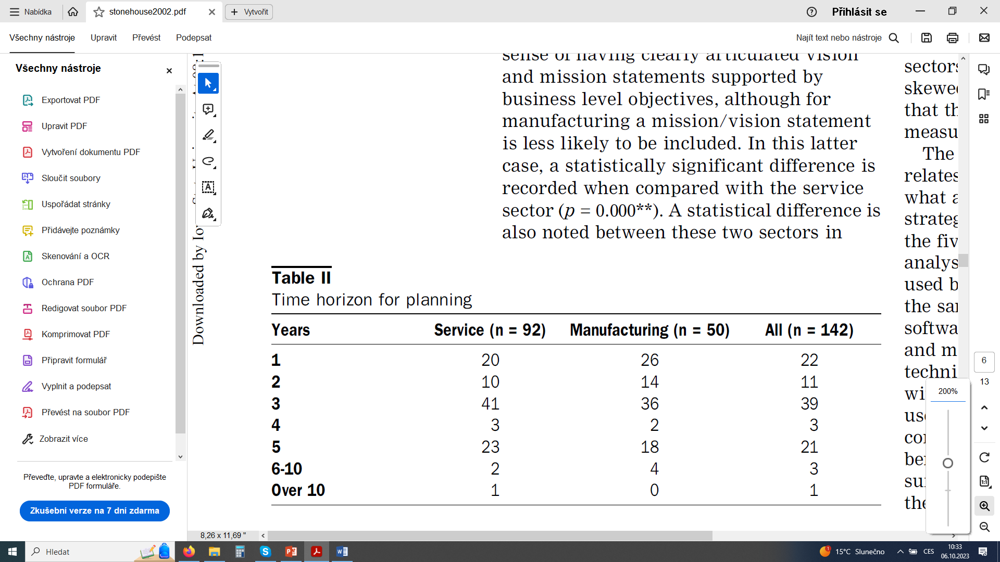 Nabídka
stonehouse2002.pdf
Vytvořit
Přihlásit se
Všechny nástroje
Upravit
Převést
Podepsat
Najít text nebo nástroje
Všechny nástroje
Exportovat PDF
Upravit PDF
Vytvoření dokumentu PDF
Sloučit soubory
Uspořádat stránky
Přidávejte poznámky
Skenování a OCR
Ochrana PDF
Redigovat soubor PDF
Komprimovat PDF
Připravit formulář
Vyplnit a podepsat
Převést na soubor PDF
Zobrazit více
Převeďte, upravte a elektronicky podepište
PDF formuláře.
Zkušební verze na 7 dní zdarma
Downloaded by
sense of having clearly articulated vision
and mission statements supported by
business level objectives, although for
manufacturing a mission/vision statement
is less likely to be included. In this latter
case, a statistically significant difference is
recorded when compared with the service
sector (p = 0.000**). A statistical difference is
also noted between these two sectors in
Table II
Time horizon for planning
Years Service (n = 92) Manufacturing (n = 50) All (n = 142)
1 20 26 22
2 10 14 11
3 41 36 39
4 3 2 3
5 23 18 21
6-10 2 4 3
Over 10 1 0 1
sectors
skewed
that th
measu
The
relates
what a
strateg
the fiv
analys
used b
the sa
softwa
and m
techni
wi
us
co
be
su
the
6
13
200%
8,26 x 11,69 "
Hledat
15°C Slunečno
CES
10:33
06.10.2023